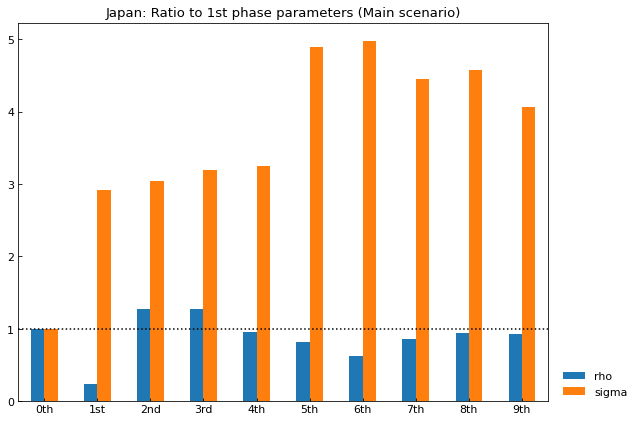 Japan: Ratio to 1st phase parameters (Main scenario)
5
4
3
2
1
0
0th 1st 2nd 3rd 4th 5th 6th 7th 8th 9th
rho
sigma